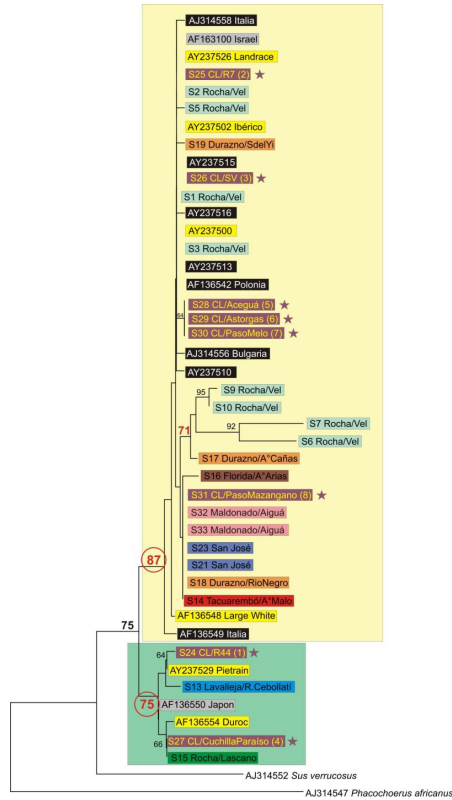 AJ314558 Italia
AF163100 Israel
AY237526 Landrace
S25 CL/R7 (2)
S2 Rocha/Vel
S5 Rocha/Vel
AY237502 Ibérico
S19 Durazno/SdelYi
AY237515
S26 CL/SV (3)
S1 Rocha/Vel
AY237516
AY237500
S3 Rocha/Vel
AY237513
AF136542 Polonia
S28 CL/Aceguá (5)
64
S29 CL/Astorgas (6)
S30 CL/PasoMelo (7)
AJ314556 Bulgaria
AY237510
S9 Rocha/Vel
95
S10 Rocha/Vel
S7 Rocha/Vel
92
S6 Rocha/Vel
71
S17 Durazno/A°Cañas
S16 Florida/A°Arias
S31 CL/PasoMazangano (8)
S32 Maldonado/Aiguá
S33 Maldonado/Aiguá
S23 San José
S21 San José
87
S18 Durazno/RioNegro
S14 Tacuarembó/A°Malo
AF136548 Large White
75
AF136549 Italia
64
S24 CL/R44 (1)
AY237529 Pietrain
S13 Lavalleja/R.Cebollatí
75
AF136550 Japon
AF136554 Duroc
66
S27 CL/CuchillaParaíso (4)
S15 Rocha/Lascano
AJ314552 Sus verrucosus
AJ314547 Phacochoerus africanus